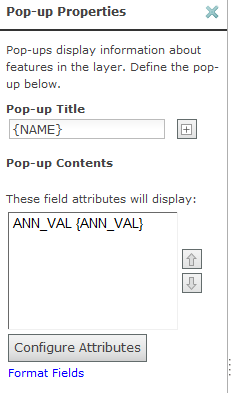 Pop-up Properties
Pop-ups display information about
features in the layer. Define the pop-
up below.
Pop-up Title
{NAME}
Pop-up Contents
These field attributes will display:
ANN_VAL {ANN_VAL}
Configure Attributes
Format Fields